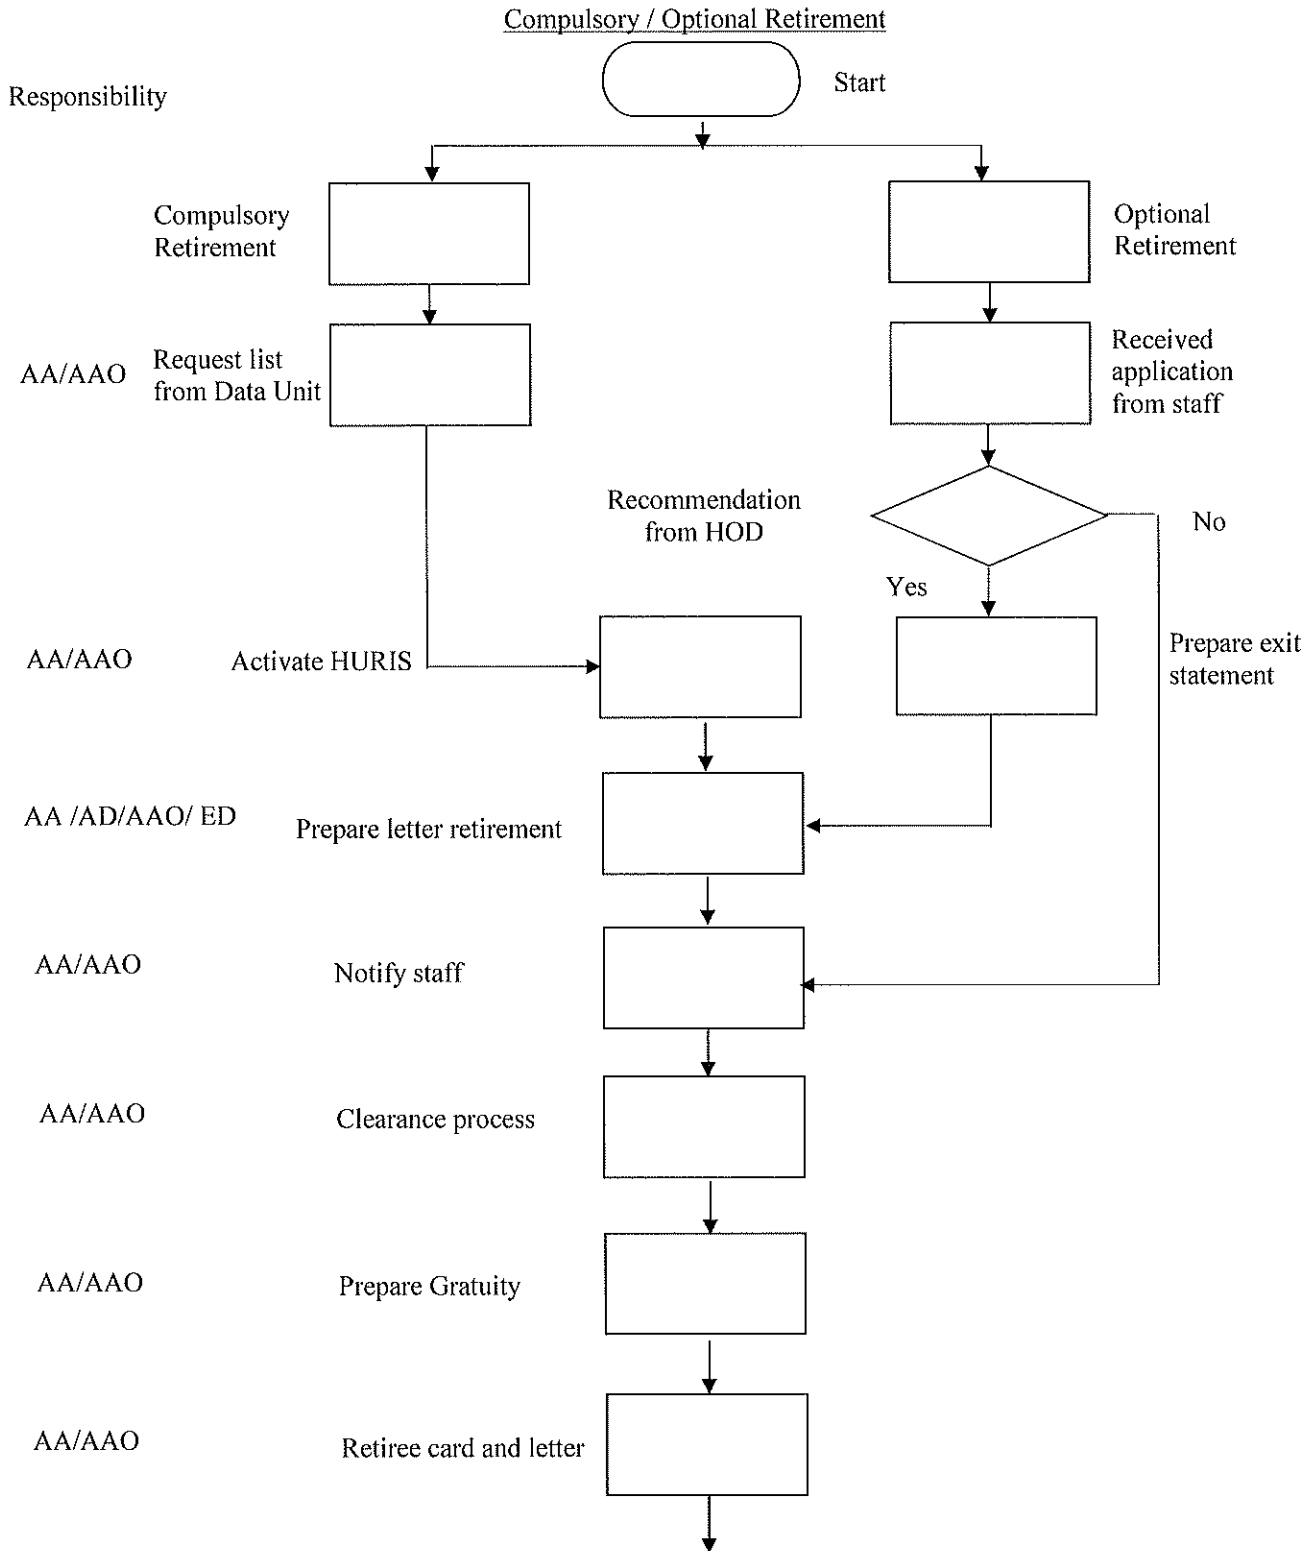 Compulsory / Optional Retirement
Start
Responsibility
Compulsory
Retirement
Optional
Retirement
AA/AAO
Request list
from Data Unit
Received
application
from staff
Recommendation
from HOD
No
Yes
AA/AAO
Activate HURIS
Prepare exit
statement
AA /AD/AAO/ ED
Prepare letter retirement
AA/AAO
Notify staff
AA/AAO
Clearance process
AA/AAO
Prepare Gratuity
AA/AAO
Retiree card and letter